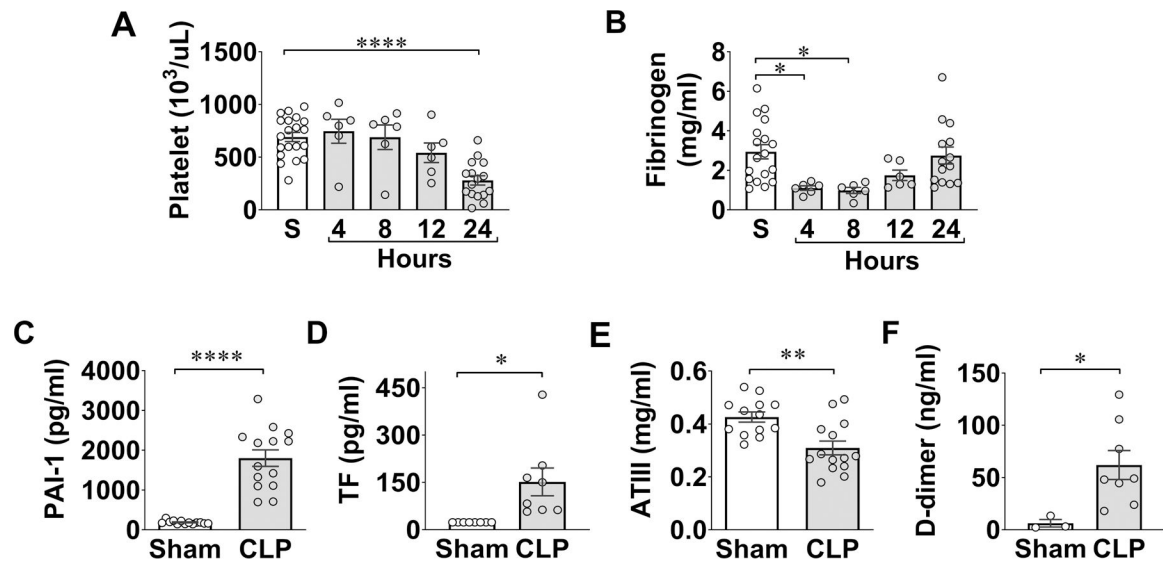 A
Platelet (10³/uL)
1500
1000
500
0
****
S 4 8 12 24
Hours
B
Fibrinogen
(mg/ml)
8
6
4
2
0
*
*
S 4 8 12 24
Hours
C
PAI-1 (pg/ml)
4000
3000
2000
1000
0
****
Sham CLP
D
TF (pg/ml)
450
300
150
0
*
Sham CLP
E
ATIII (mg/ml)
0.6
0.4
0.2
0.0
**
Sham CLP
F
D-dimer (ng/ml)
150
100
50
0
*
Sham CLP